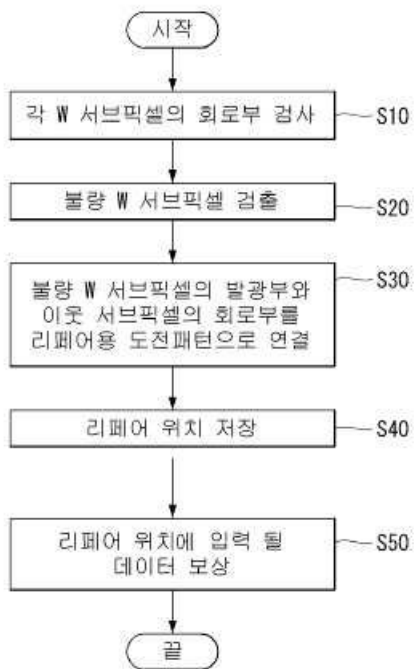 시작
각 W 서브픽셀의 회로부 검사
S10
불량 W 서브픽셀 검출
S20
불량 W 서브픽셀의 발광부와
이웃 서브픽셀의 회로부를
리페어용 도전패턴으로 연결
S30
리페어 위치 저장
S40
리페어 위치에 입력 될
데이터 보상
S50
끝